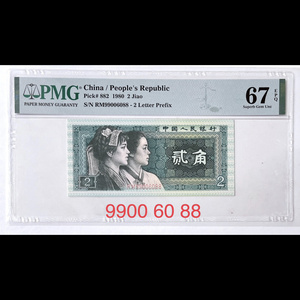 PMG
PAPER MONEY GUARANTY
China / People's Republic
Pick# 882 1980 2 Jiao
S/N RM99006088 - 2 Letter Prefix
67 EPQ
Superb Gem Unc
中国人民银行
贰角
2
2
9900 60 88